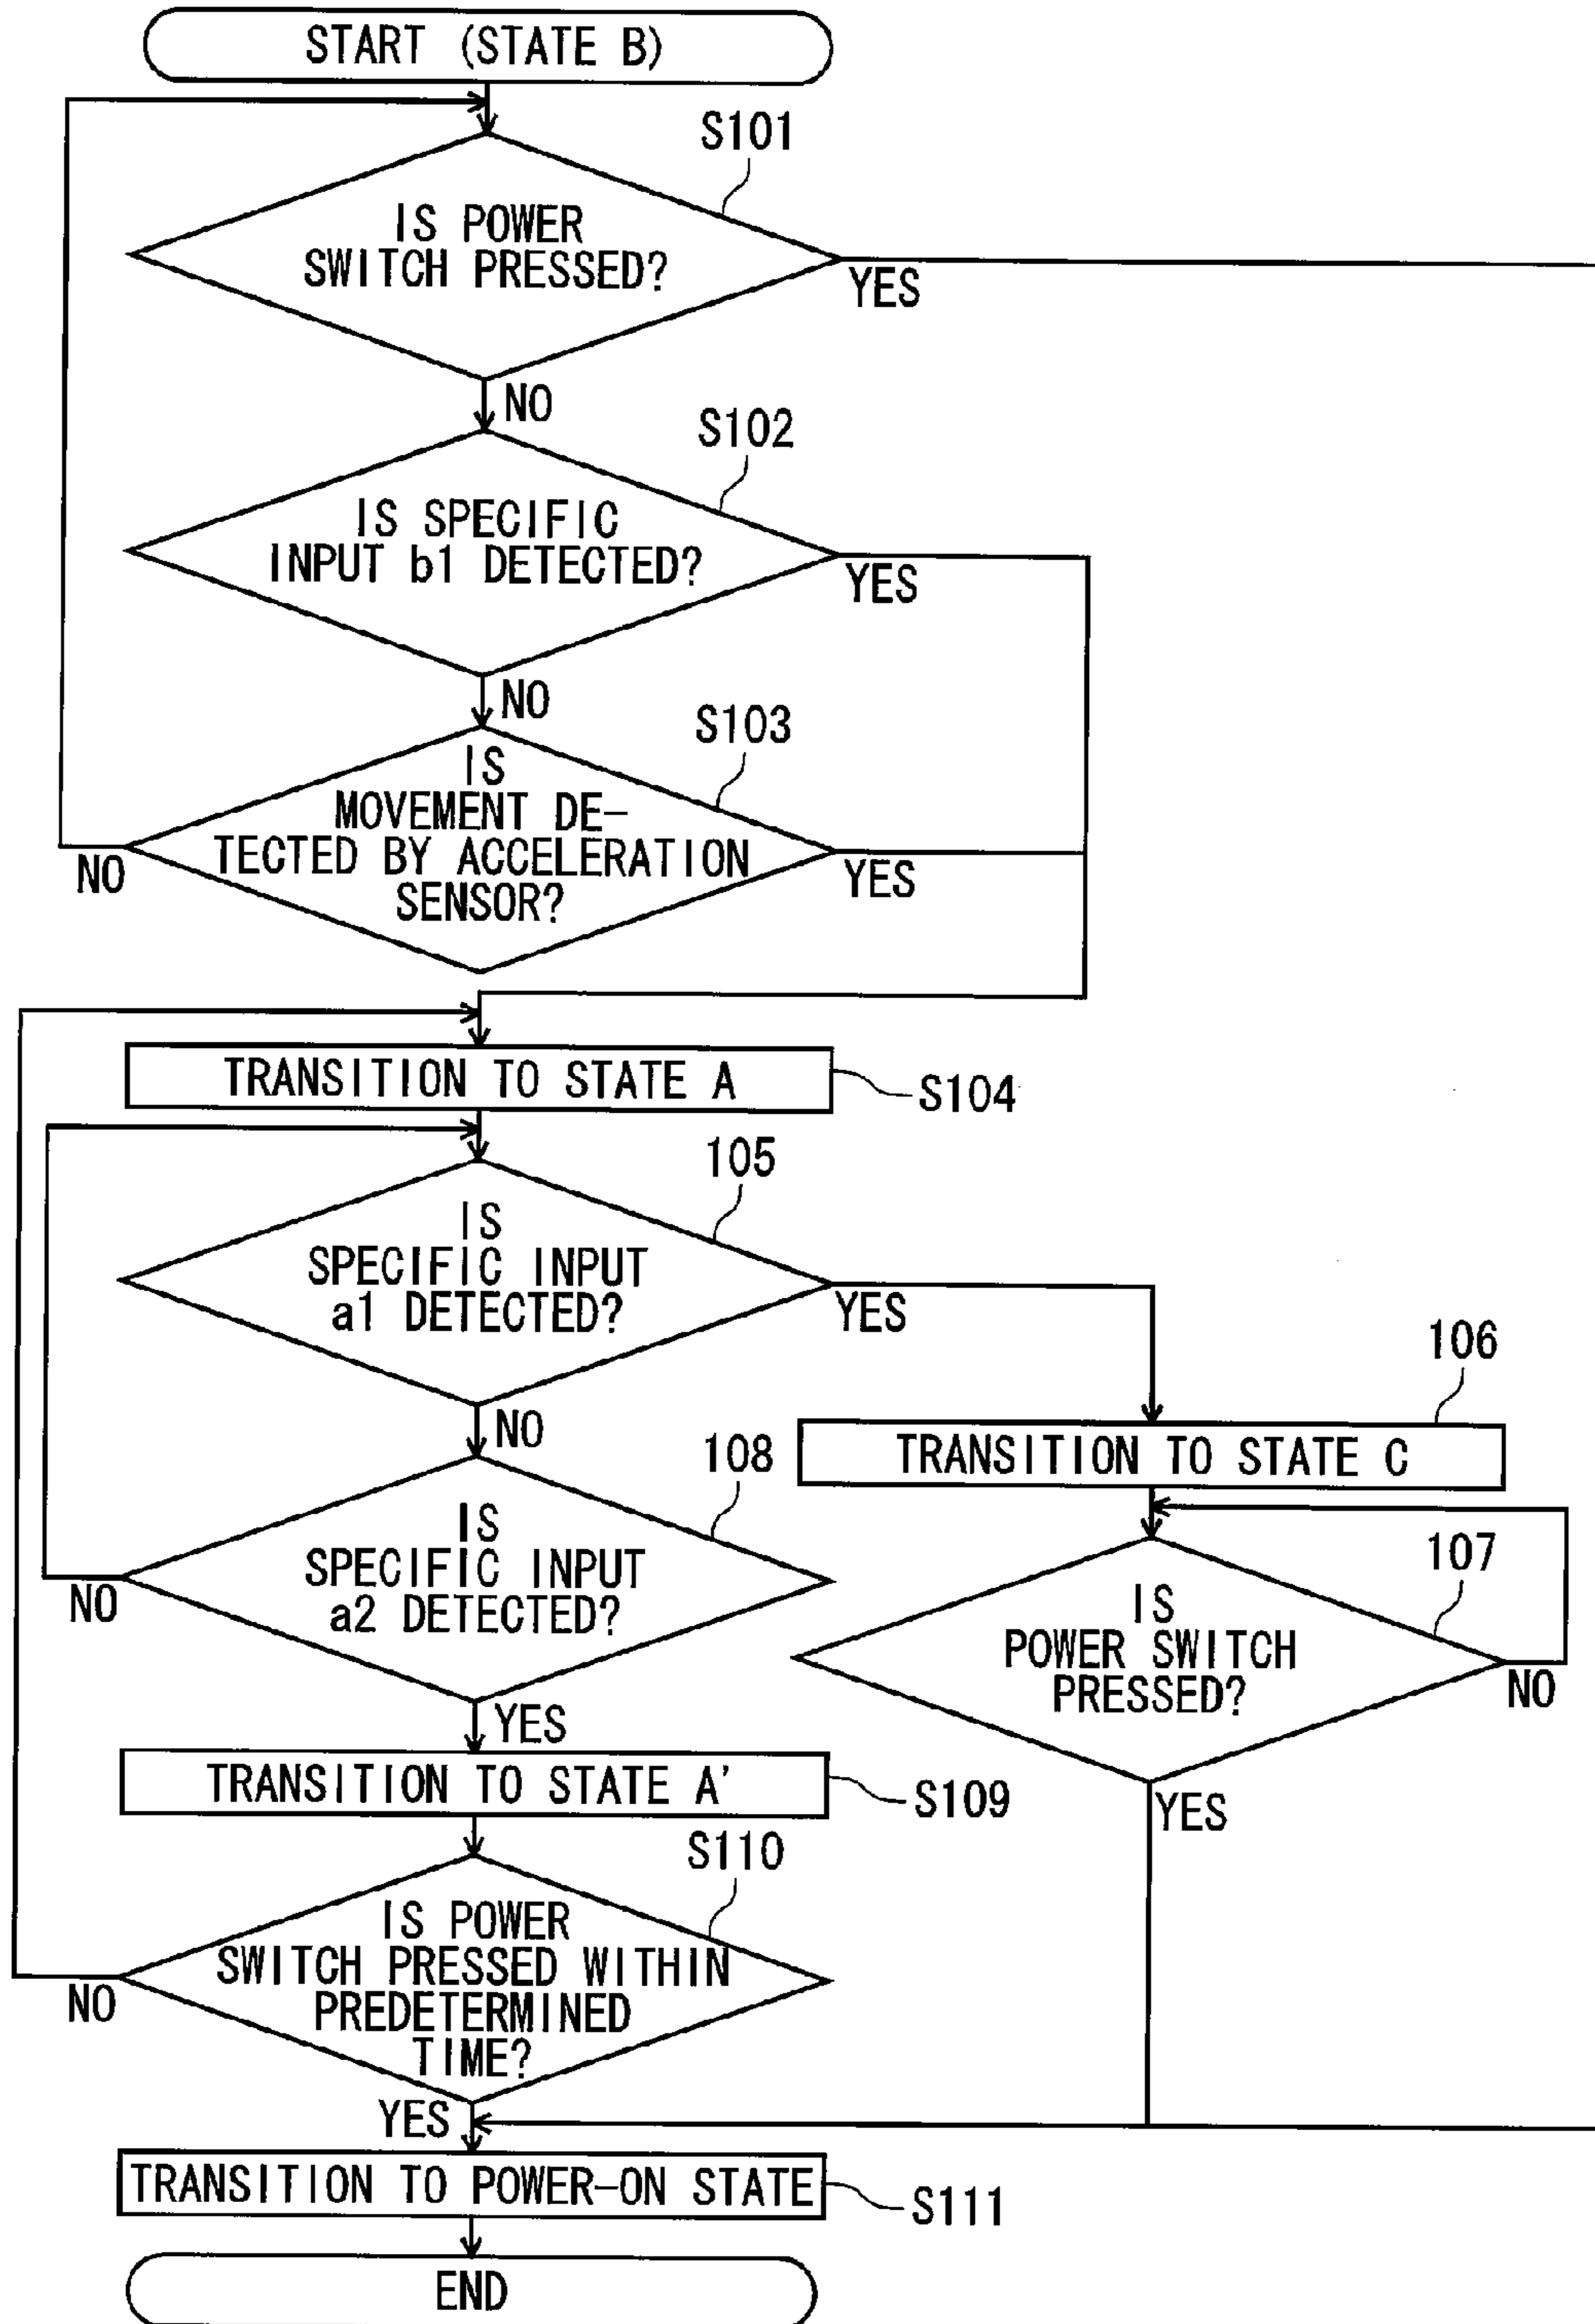 START (STATE B)
S101
IS POWER
SWITCH PRESSED?
YES
NO
S102
IS SPECIFIC
INPUT b1 DETECTED?
YES
NO
S103
IS
MOVEMENT DE-
TECTED BY ACCELERATION
SENSOR?
NO
YES
TRANSITION TO STATE A
S104
105
IS
SPECIFIC INPUT
a1 DETECTED?
YES
NO
106
TRANSITION TO STATE C
108
IS
SPECIFIC INPUT
a2 DETECTED?
NO
YES
107
IS
POWER SWITCH
PRESSED?
NO
YES
TRANSITION TO STATE A'
S109
S110
IS POWER
SWITCH PRESSED WITHIN
PREDETERMINED
TIME?
NO
YES
TRANSITION TO POWER-ON STATE
S111
END